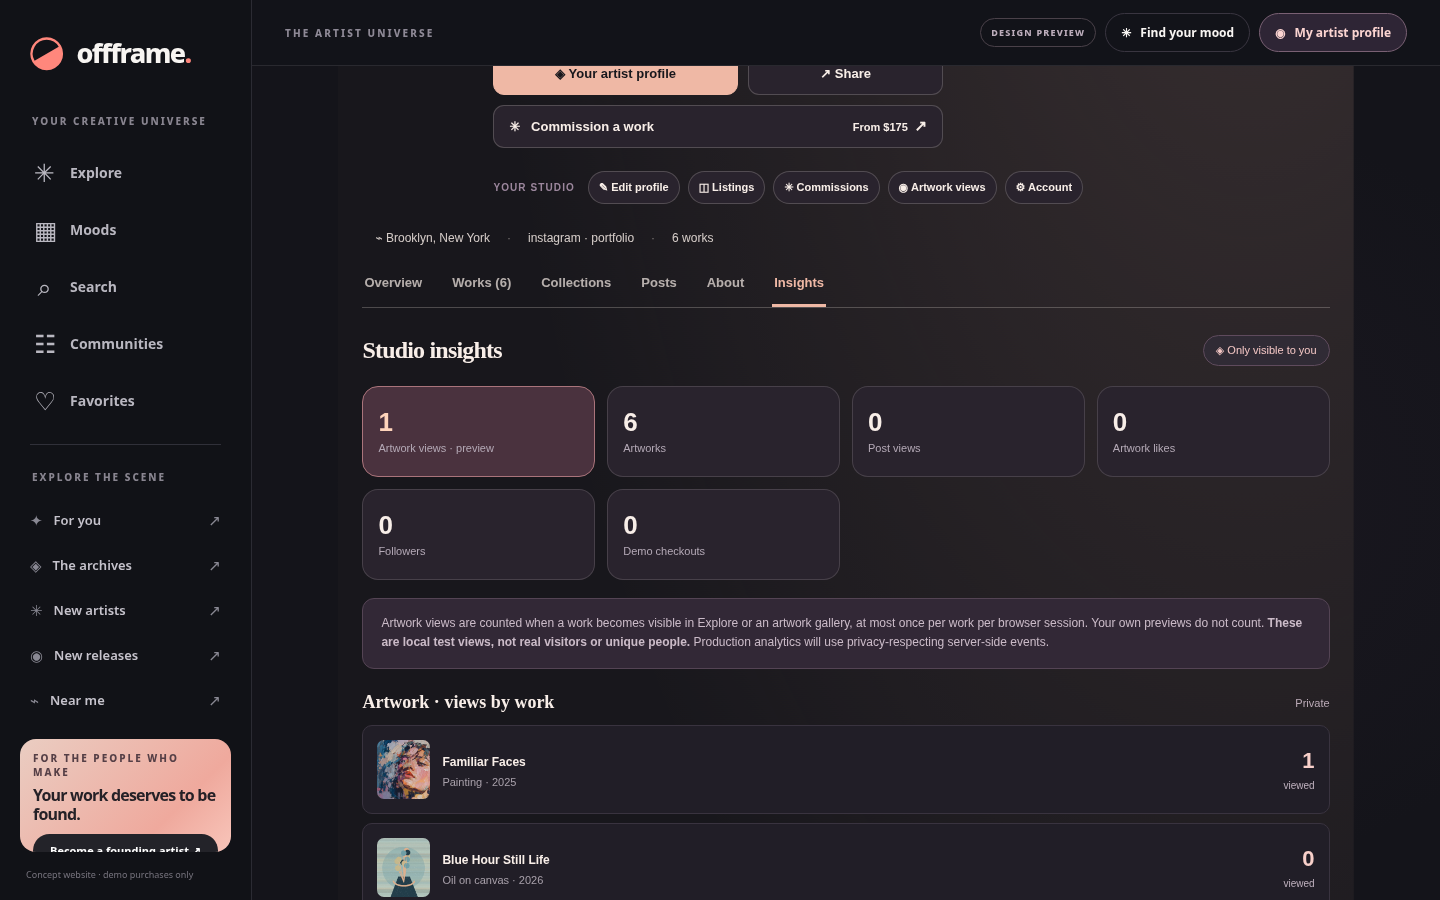 offframe.
YOUR CREATIVE UNIVERSE
Explore
Moods
Search
Communities
Favorites
EXPLORE THE SCENE
For you
The archives
New artists
New releases
Near me
FOR THE PEOPLE WHO
MAKE
Your work deserves to be
found.
Become a founding artist ↗
Concept website · demo purchases only
THE ARTIST UNIVERSE
DESIGN PREVIEW
Find your mood
My artist profile
Your artist profile
↗ Share
Commission a work From $175 ↗
YOUR STUDIO
Edit profile
Listings
Commissions
Artwork views
Account
Brooklyn, New York · instagram · portfolio · 6 works
Overview Works (6) Collections Posts About Insights
Studio insights
Only visible to you
1
Artwork views · preview
6
Artworks
0
Post views
0
Artwork likes
0
Followers
0
Demo checkouts
Artwork views are counted when a work becomes visible in Explore or an artwork gallery, at most once per work per browser session. Your own previews do not count. These
are local test views, not real visitors or unique people. Production analytics will use privacy-respecting server-side events.
Artwork · views by work
Private
Familiar Faces
Painting · 2025
1
viewed
Blue Hour Still Life
Oil on canvas · 2026
0
viewed